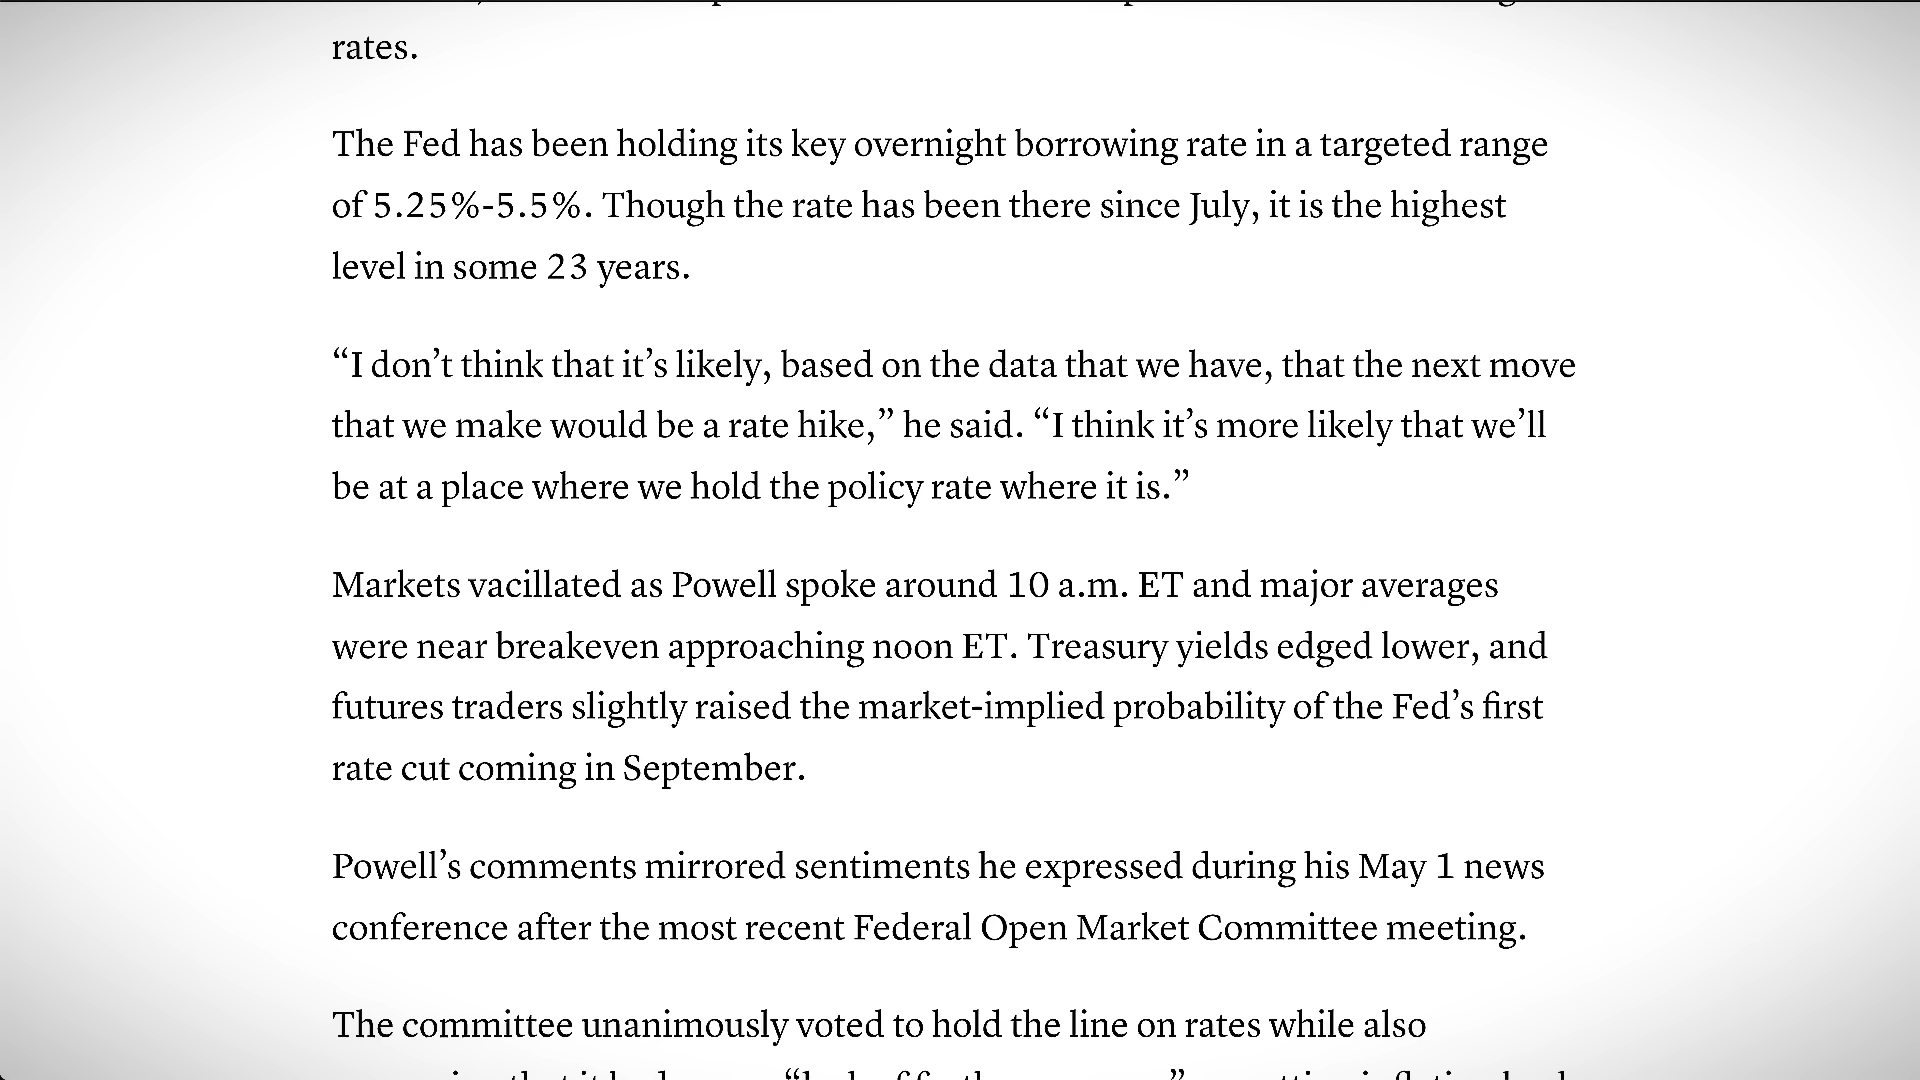 rates.
The Fed has been holding its key overnight borrowing rate in a targeted range
of 5.25%-5.5%. Though the rate has been there since July, it is the highest
level in some 23 years.
“I don’t think that it’s likely, based on the data that we have, that the next move
that we make would be a rate hike,” he said. “I think it’s more likely that we’ll
be at a place where we hold the policy rate where it is.”
Markets vacillated as Powell spoke around 10 a.m. ET and major averages
were near breakeven approaching noon ET. Treasury yields edged lower, and
futures traders slightly raised the market-implied probability of the Fed’s first
rate cut coming in September.
Powell’s comments mirrored sentiments he expressed during his May 1 news
conference after the most recent Federal Open Market Committee meeting.
The committee unanimously voted to hold the line on rates while also